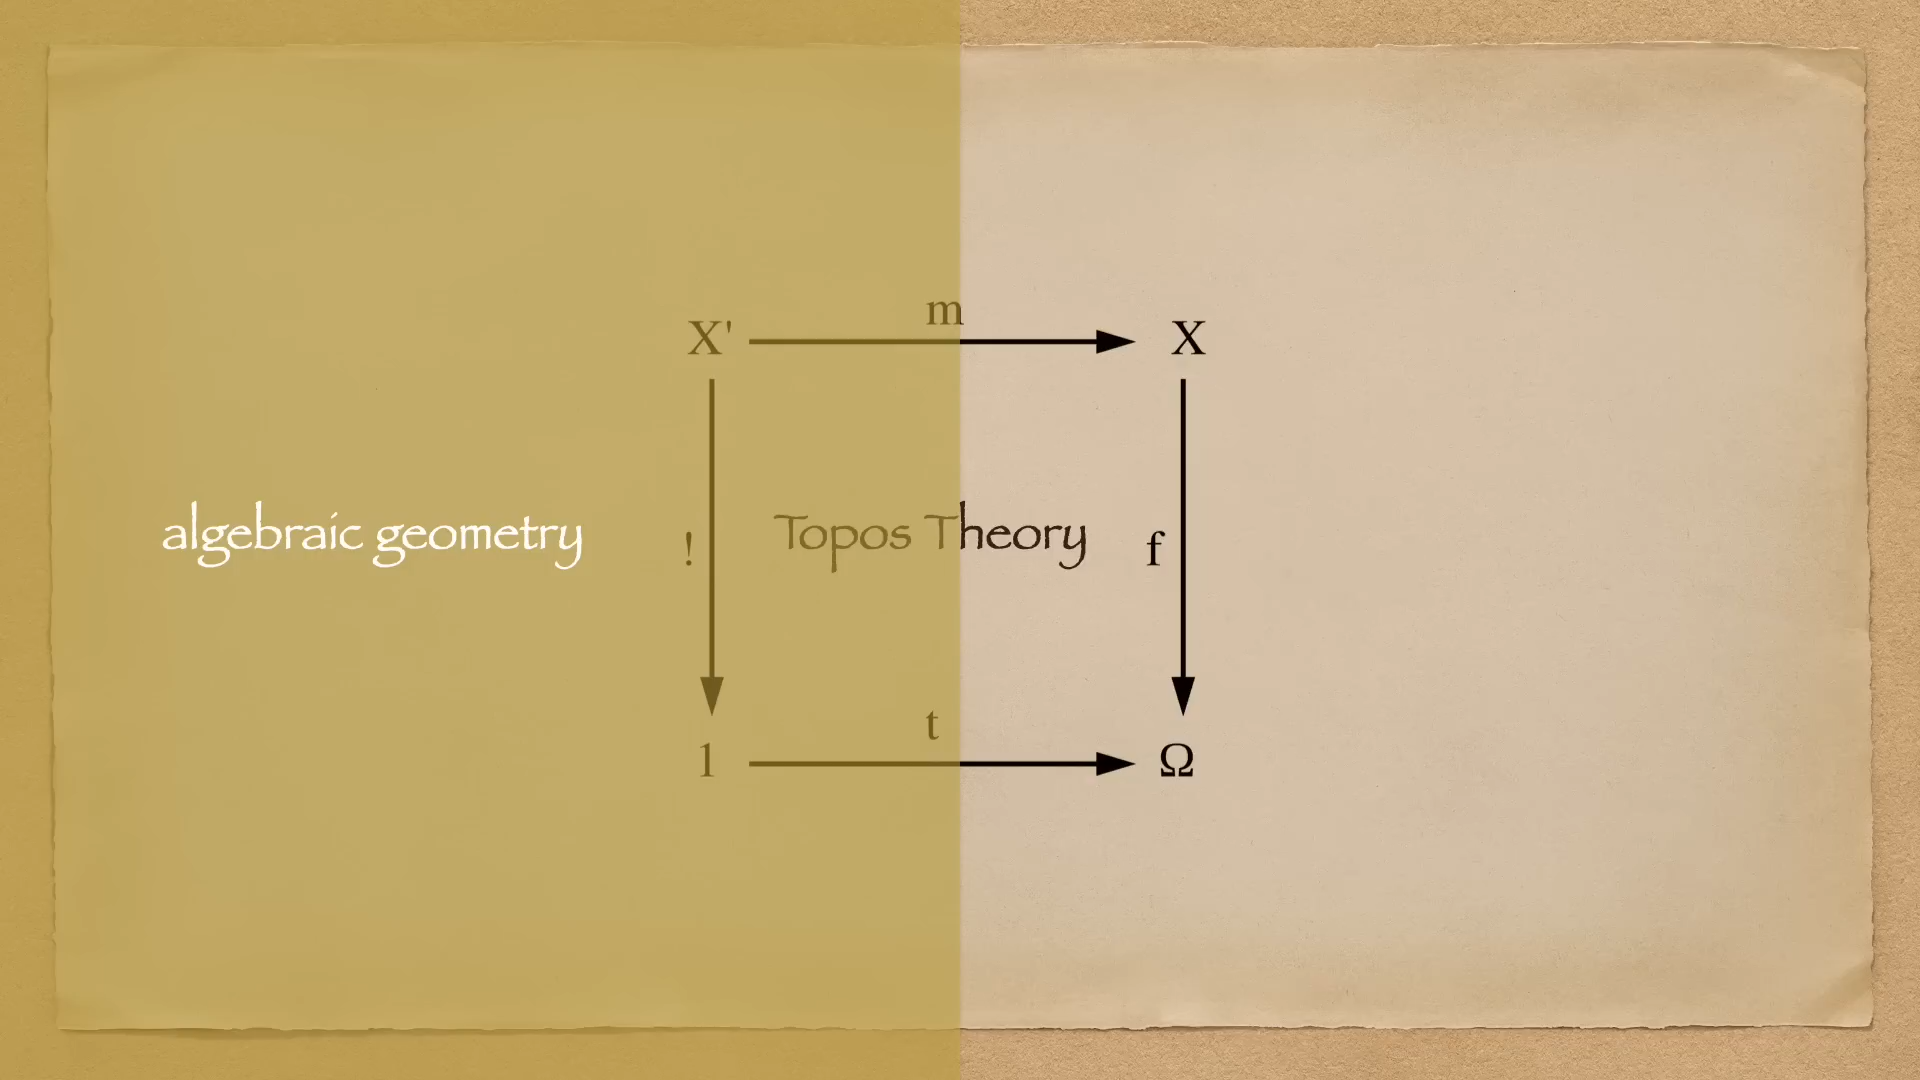 m
X' X
algebraic geometry ! Topos Theory f
t
1 Ω